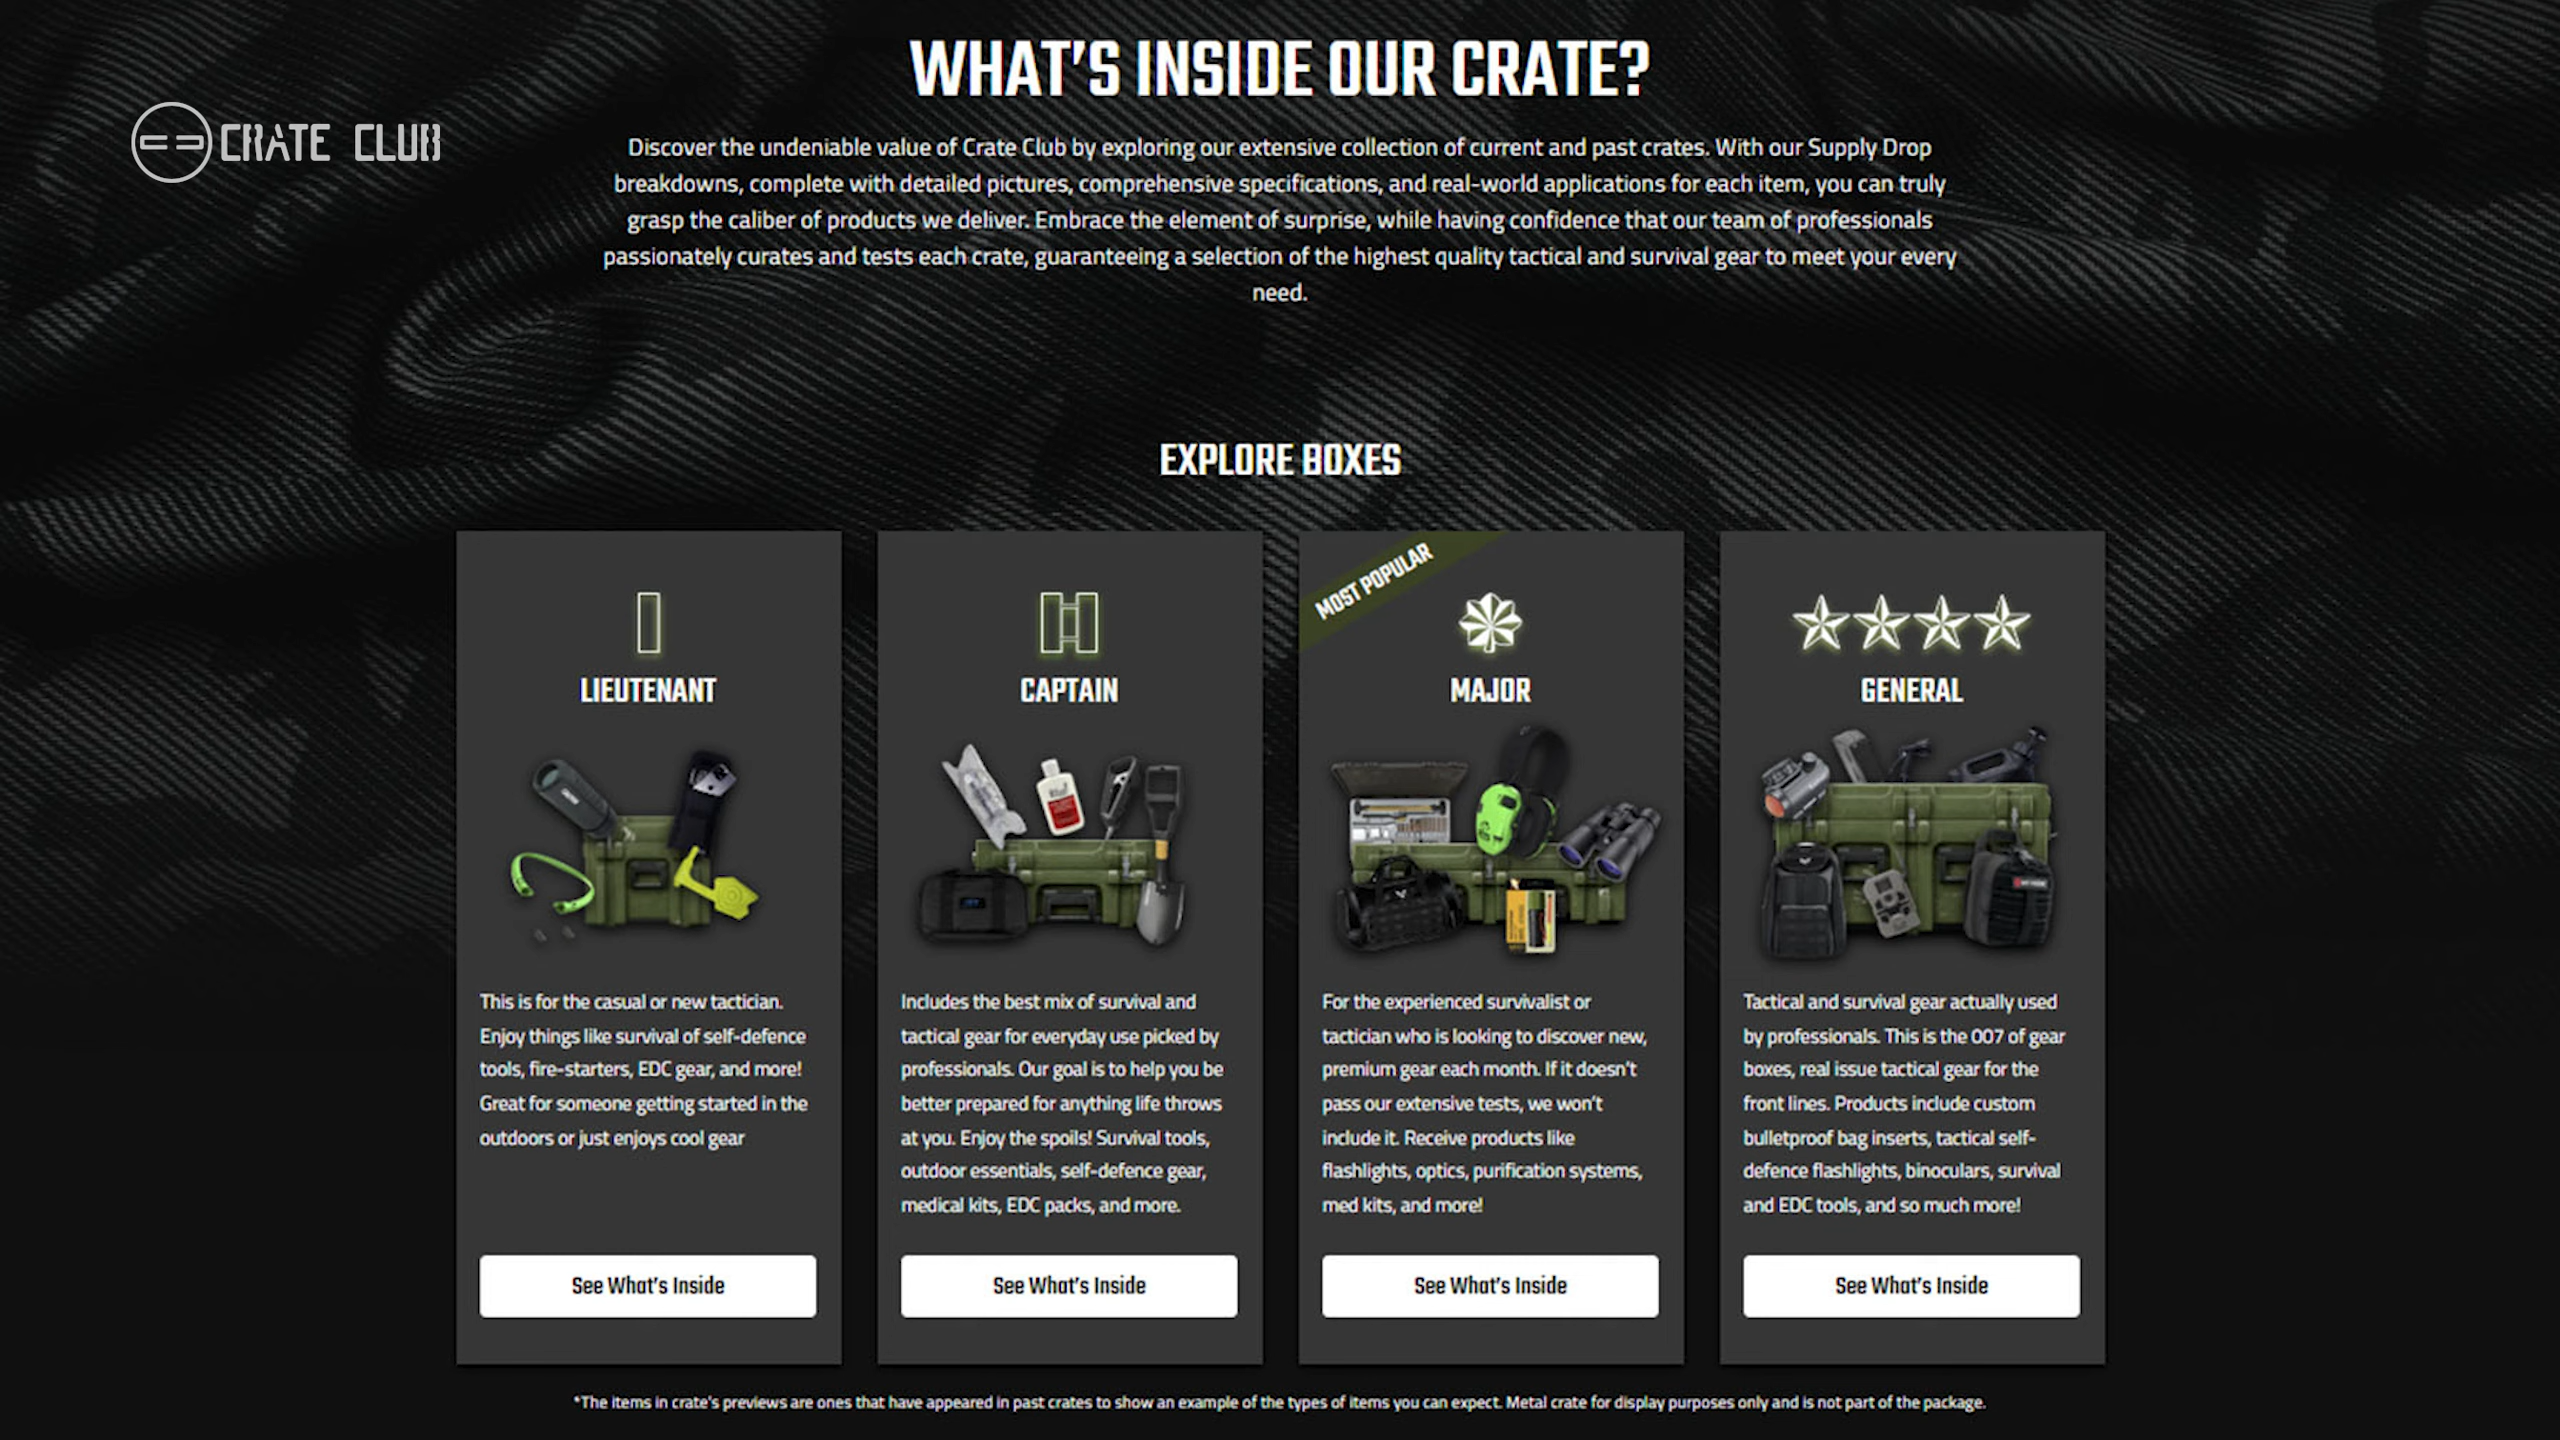 WHAT'S INSIDE OUR CRATE?
CRATE CLUB
Discover the undeniable value of Crate Club by exploring our extensive collection of current and past crates. With our Supply Drop
breakdowns, complete with detailed pictures, comprehensive specifications, and real-world applications for each item, you can truly
grasp the caliber of products we deliver. Embrace the element of surprise, while having confidence that our team of professionals
passionately curates and tests each crate, guaranteeing a selection of the highest quality tactical and survival gear to meet your every
need.
EXPLORE BOXES
LIEUTENANT
This is for the casual or new tactician.
Enjoy things like survival of self-defence
tools, fire-starters, EDC gear, and more!
Great for someone getting started in the
outdoors or just enjoys cool gear
See What's Inside
CAPTAIN
Includes the best mix of survival and
tactical gear for everyday use picked by
professionals. Our goal is to help you be
better prepared for anything life throws
at you. Enjoy the spoils! Survival tools,
outdoor essentials, self-defence gear,
medical kits, EDC packs, and more.
See What's Inside
MOST POPULAR
MAJOR
For the experienced survivalist or
tactician who is looking to discover new,
premium gear each month. If it doesn't
pass our extensive tests, we won't
include it. Receive products like
flashlights, optics, purification systems,
med kits, and more!
See What's Inside
GENERAL
Tactical and survival gear actually used
by professionals. This is the 007 of gear
boxes, real issue tactical gear for the
front lines. Products include custom
bulletproof bag inserts, tactical self-
defence flashlights, binoculars, survival
and EDC tools, and so much more!
See What's Inside
*The items in crate's previews are ones that have appeared in past crates to show an example of the types of items you can expect. Metal crate for display purposes only and is not part of the package.